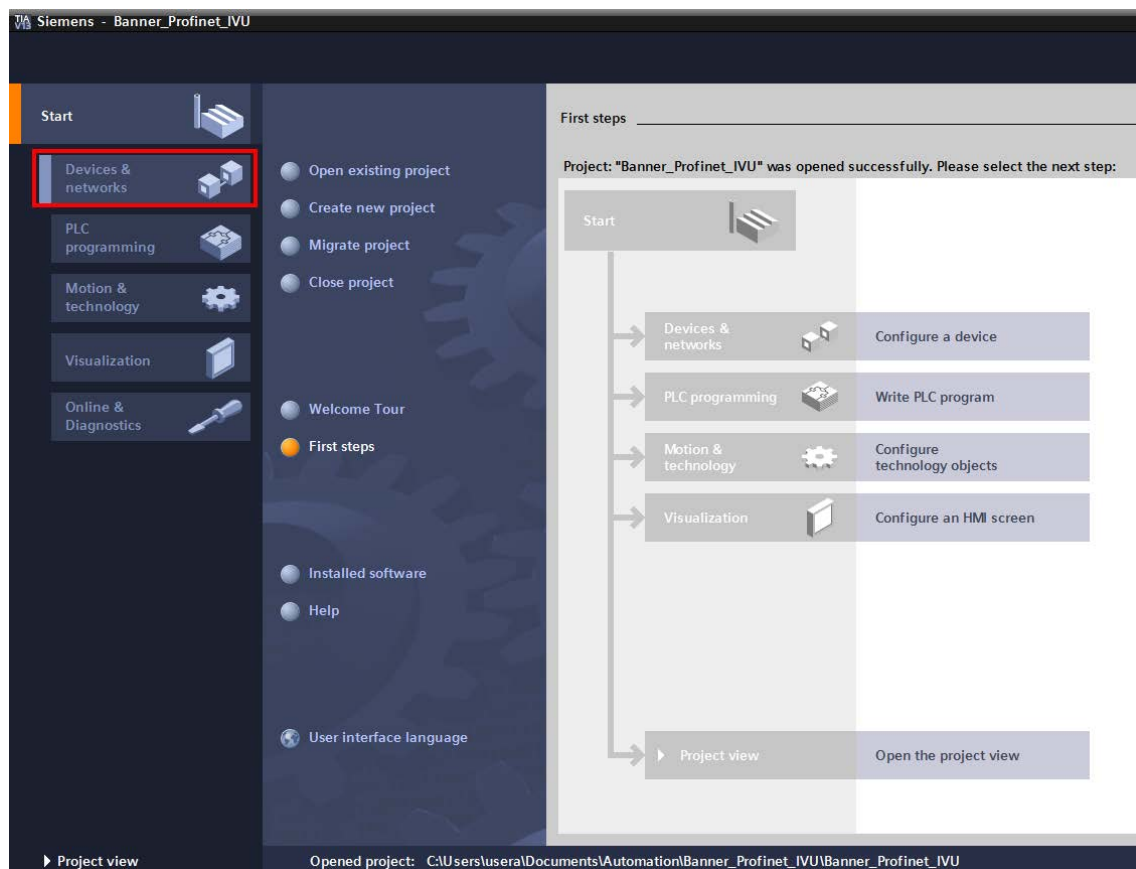 TIA V13 Siemens - Banner_Profinet_IVU
Start
Devices &
networks
PLC
programming
Motion &
technology
Visualization
Online &
Diagnostics
Open existing project
Create new project
Migrate project
Close project
Welcome Tour
First steps
Installed software
Help
User interface language
First steps
Project: "Banner_Profinet_IVU" was opened successfully. Please select the next step:
Start
Devices &
networks
Configure a device
PLC programming
Write PLC program
Motion &
technology
Configure
technology objects
Visualization
Configure an HMI screen
Project view
Open the project view
Project view
Opened project: C:\Users\usera\Documents\Automation\Banner_Profinet_IVU\Banner_Profinet_IVU